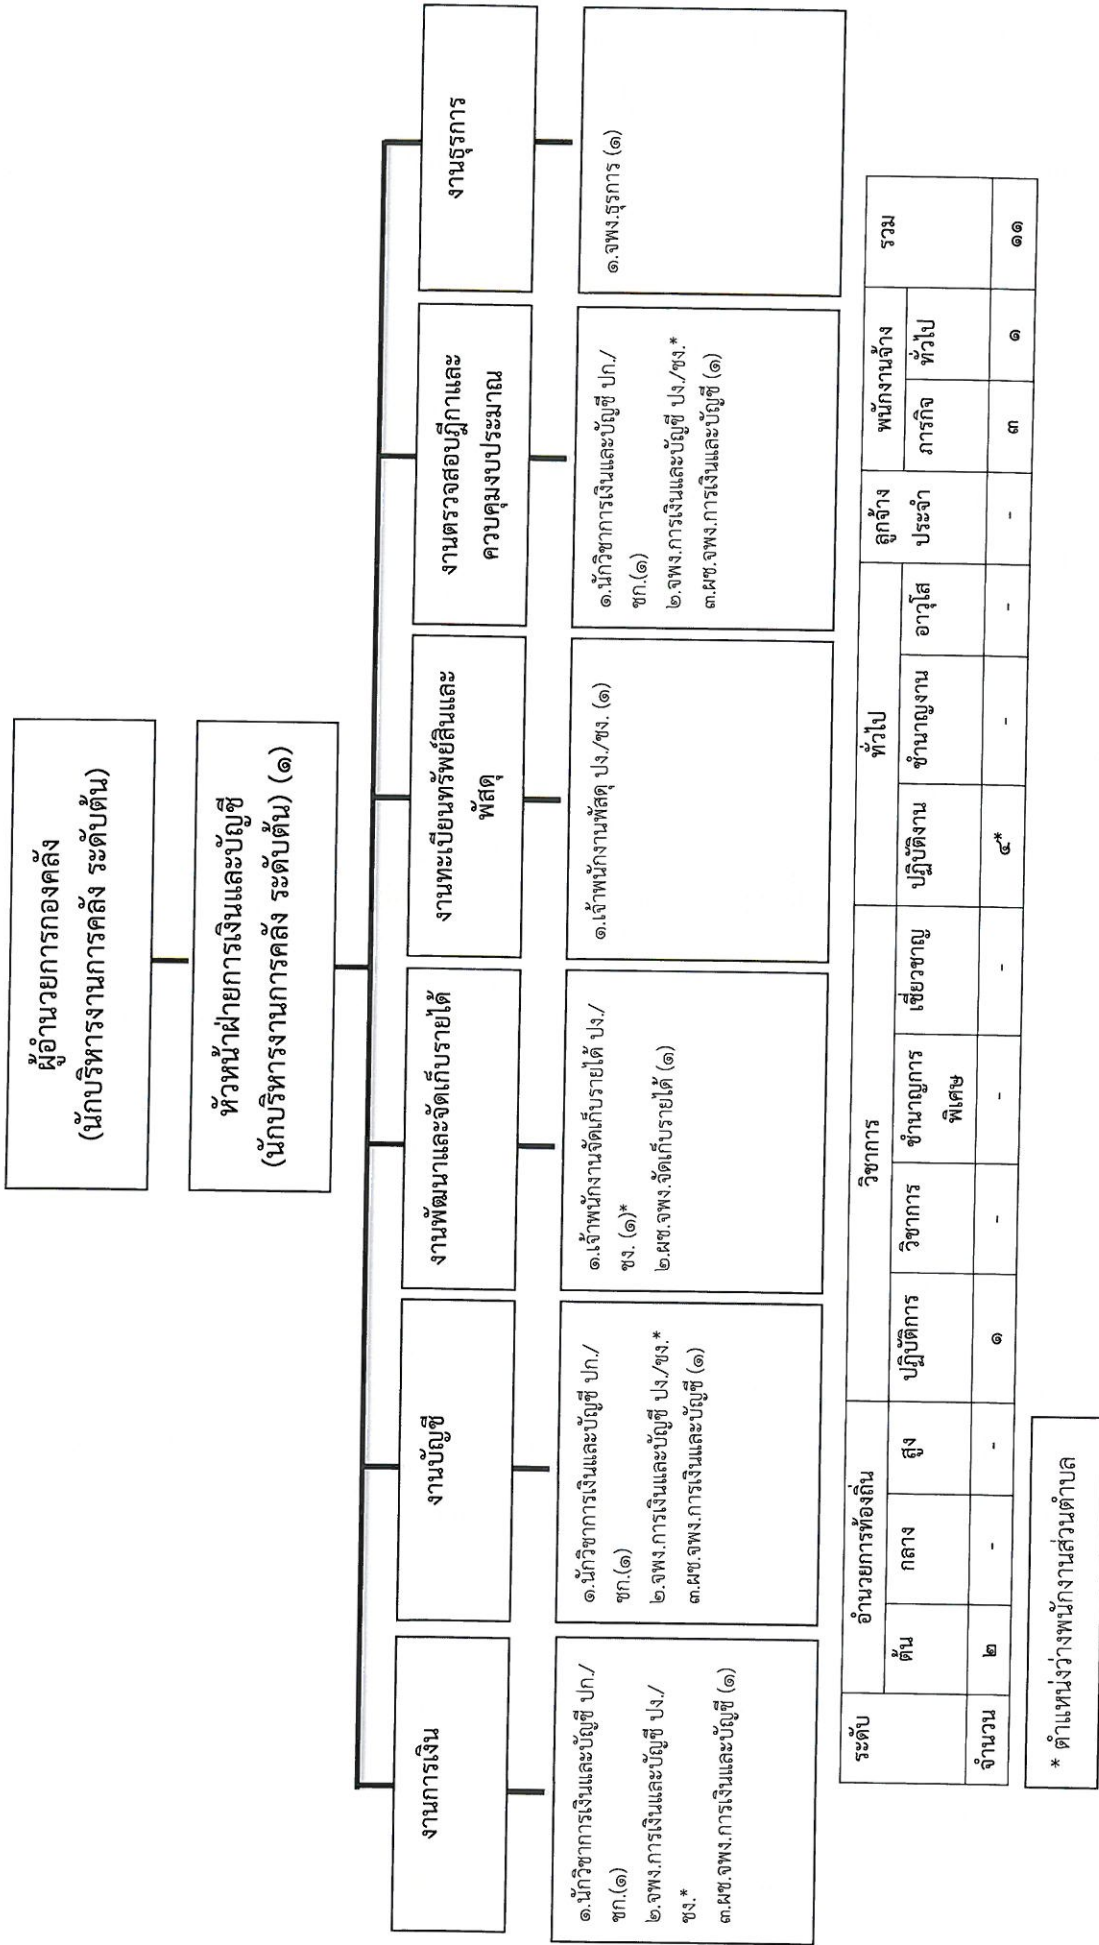 ผู้อำนวยการกองคลัง
(นักบริหารงานการคลัง ระดับต้น)
หัวหน้าฝ่ายการเงินและบัญชี
(นักบริหารงานการคลัง ระดับต้น) (๑)
งานการเงิน
๑.นักวิชาการเงินและบัญชี ปก./
ชก.(๑)
๒.จพง.การเงินและบัญชี ปง./
ชง.*
๓.ผช.จพง.การเงินและบัญชี (๑)
งานบัญชี
๑.นักวิชาการเงินและบัญชี ปก./
ชก.(๑)
๒.จพง.การเงินและบัญชี ปง./ชง.*
๓.ผช.จพง.การเงินและบัญชี (๑)
งานพัฒนาและจัดเก็บรายได้
๑.เจ้าพนักงานจัดเก็บรายได้ ปง./
ชง. (๑)*
๒.ผช.จพง.จัดเก็บรายได้ (๑)
งานทะเบียนทรัพย์สินและ
พัสดุ
๑.เจ้าพนักงานพัสดุ ปง./ชง. (๑)
งานตรวจสอบฎีกาและ
ควบคุมงบประมาณ
๑.นักวิชาการเงินและบัญชี ปก./
ชก.(๑)
๒.จพง.การเงินและบัญชี ปง./ชง.*
๓.ผช.จพง.การเงินและบัญชี (๑)
งานธุรการ
๑.จพง.ธุรการ (๑)
ระดับ อำนวยการท้องถิ่น วิชาการ ทั่วไป ลูกจ้าง พนักงานจ้าง รวม
ต้น กลาง สูง ปฏิบัติการ วิชาการ ชำนาญการ เชี่ยวชาญ ปฏิบัติงาน ชำนาญงาน อาวุโส ประจำ ภารกิจ ทั่วไป
พิเศษ
จำนวน ๒ - - ๑ - - - ๔* - - - ๓ ๑ ๑๑
* ตำแหน่งว่างพนักงานส่วนตำบล